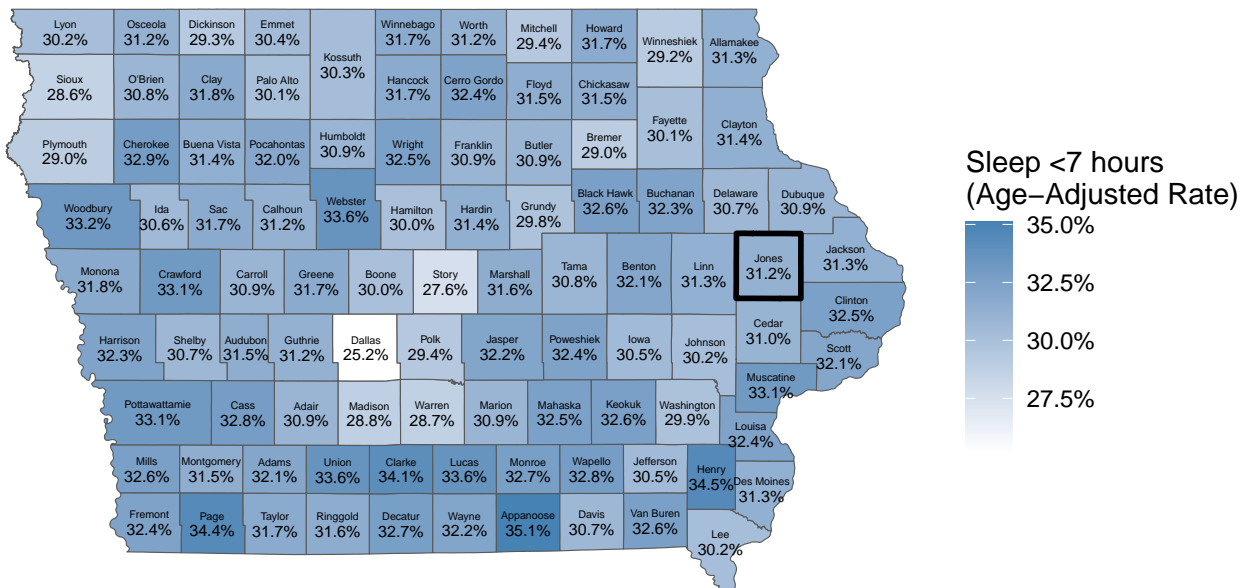 Lyon
30.2%
Osceola
31.2%
Dickinson
29.3%
Emmet
30.4%
Kossuth
30.3%
Winnebago
31.7%
Worth
31.2%
Mitchell
29.4%
Howard
31.7%
Winneshiek
29.2%
Allamakee
31.3%
Sioux
28.6%
O'Brien
30.8%
Clay
31.8%
Palo Alto
30.1%
Hancock
31.7%
Cerro Gordo
32.4%
Floyd
31.5%
Chickasaw
31.5%
Fayette
30.1%
Clayton
31.4%
Plymouth
29.0%
Cherokee
32.9%
Buena Vista
31.4%
Pocahontas
32.0%
Humboldt
30.9%
Wright
32.5%
Franklin
30.9%
Butler
30.9%
Bremer
29.0%
Woodbury
33.2%
Ida
30.6%
Sac
31.7%
Calhoun
31.2%
Webster
33.6%
Hamilton
30.0%
Hardin
31.4%
Grundy
29.8%
Black Hawk
32.6%
Buchanan
32.3%
Delaware
30.7%
Dubuque
30.9%
Monona
31.8%
Crawford
33.1%
Carroll
30.9%
Greene
31.7%
Boone
30.0%
Story
27.6%
Marshall
31.6%
Tama
30.8%
Benton
32.1%
Linn
31.3%
Jones
31.2%
Jackson
31.3%
Clinton
32.5%
Harrison
32.3%
Shelby
30.7%
Audubon
31.5%
Guthrie
31.2%
Dallas
25.2%
Polk
29.4%
Jasper
32.2%
Poweshiek
32.4%
Iowa
30.5%
Johnson
30.2%
Cedar
31.0%
Scott
32.1%
Muscatine
33.1%
Pottawattamie
33.1%
Cass
32.8%
Adair
30.9%
Madison
28.8%
Warren
28.7%
Marion
30.9%
Mahaska
32.5%
Keokuk
32.6%
Washington
29.9%
Louisa
32.4%
Mills
32.6%
Montgomery
31.5%
Adams
32.1%
Union
33.6%
Clarke
34.1%
Lucas
33.6%
Monroe
32.7%
Wapello
32.8%
Jefferson
30.5%
Henry
34.5%
Des Moines
31.3%
Fremont
32.4%
Page
34.4%
Taylor
31.7%
Ringgold
31.6%
Decatur
32.7%
Wayne
32.2%
Appanoose
35.1%
Davis
30.7%
Van Buren
32.6%
Lee
30.2%
Sleep <7 hours
(Age−Adjusted Rate)
35.0%
32.5%
30.0%
27.5%